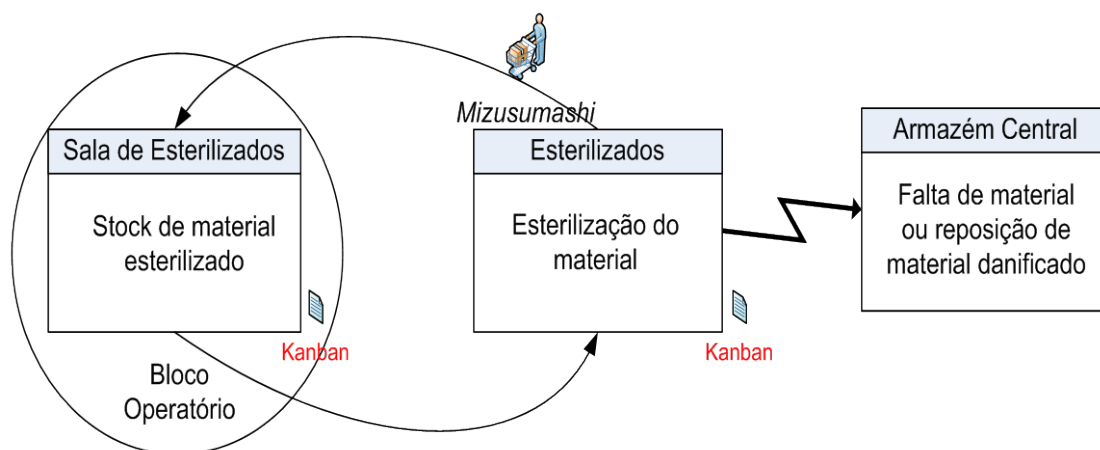 Mizusumashi
Sala de Esterilizados
Stock de material
esterilizado
Kanban
Bloco
Operatório
Esterilizados
Esterilização do
material
Kanban
Armazém Central
Falta de material
ou reposição de
material danificado